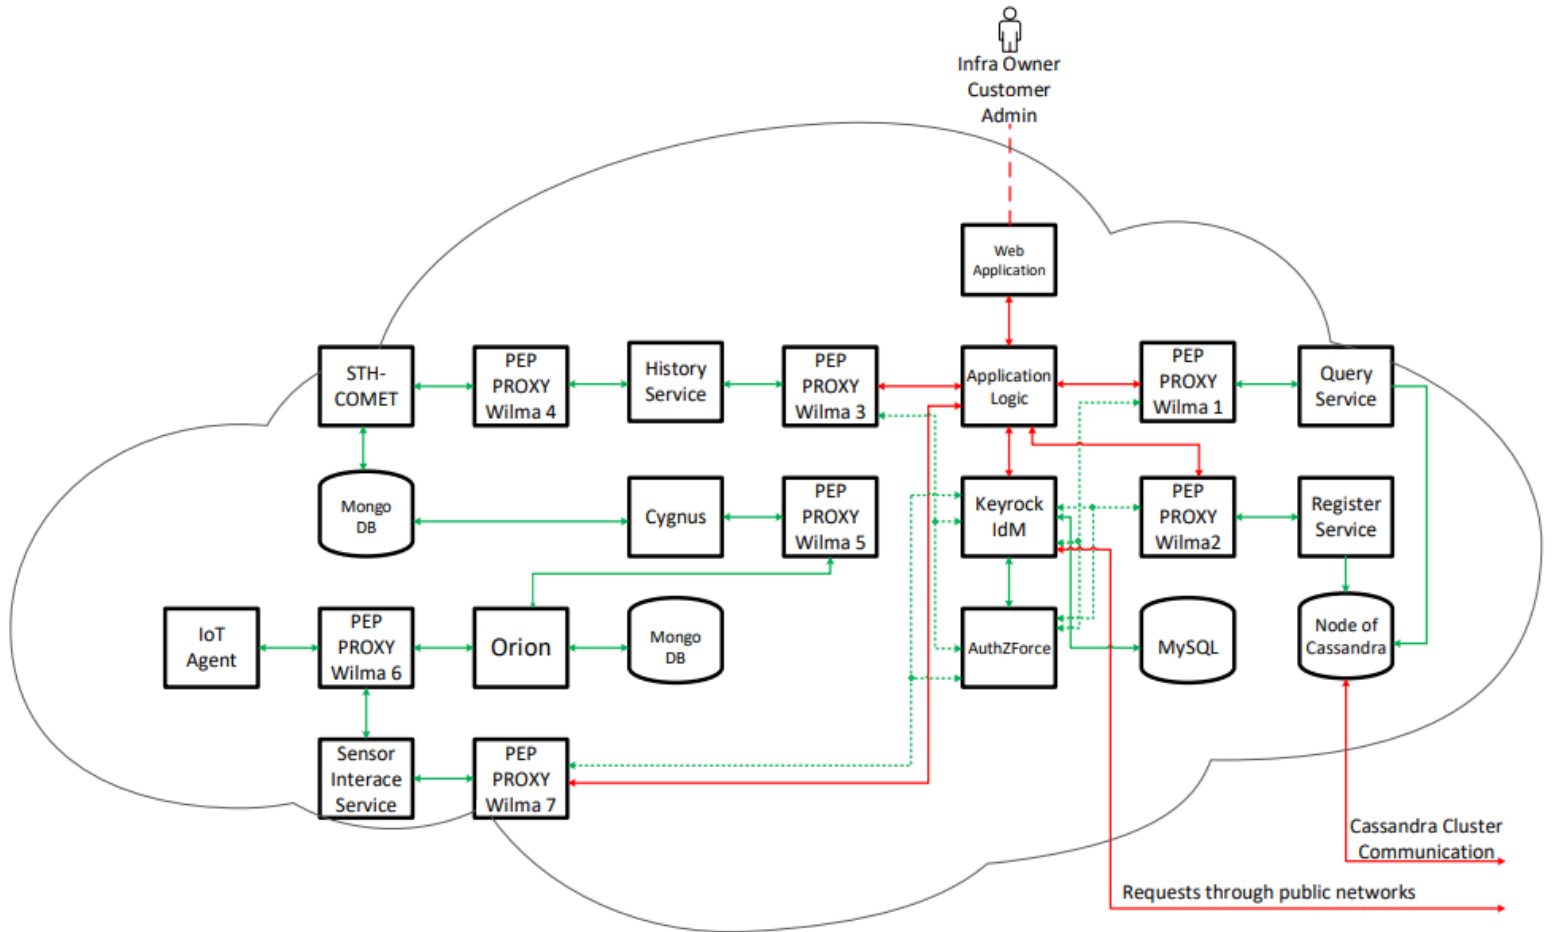 Infra Owner
Customer
Admin
Web
Application
STH-
COMET
PEP
PROXY
Wilma 4
History
Service
PEP
PROXY
Wilma 3
Application
Logic
PEP
PROXY
Wilma 1
Query
Service
Mongo
DB
Cygnus
PEP
PROXY
Wilma 5
Keyrock
IdM
PEP
PROXY
Wilma2
Register
Service
IoT
Agent
PEP
PROXY
Wilma 6
Orion
Mongo
DB
AuthZForce
MySQL
Node of
Cassandra
Sensor
Interace
Service
PEP
PROXY
Wilma 7
Cassandra Cluster
Communication
Requests through public networks